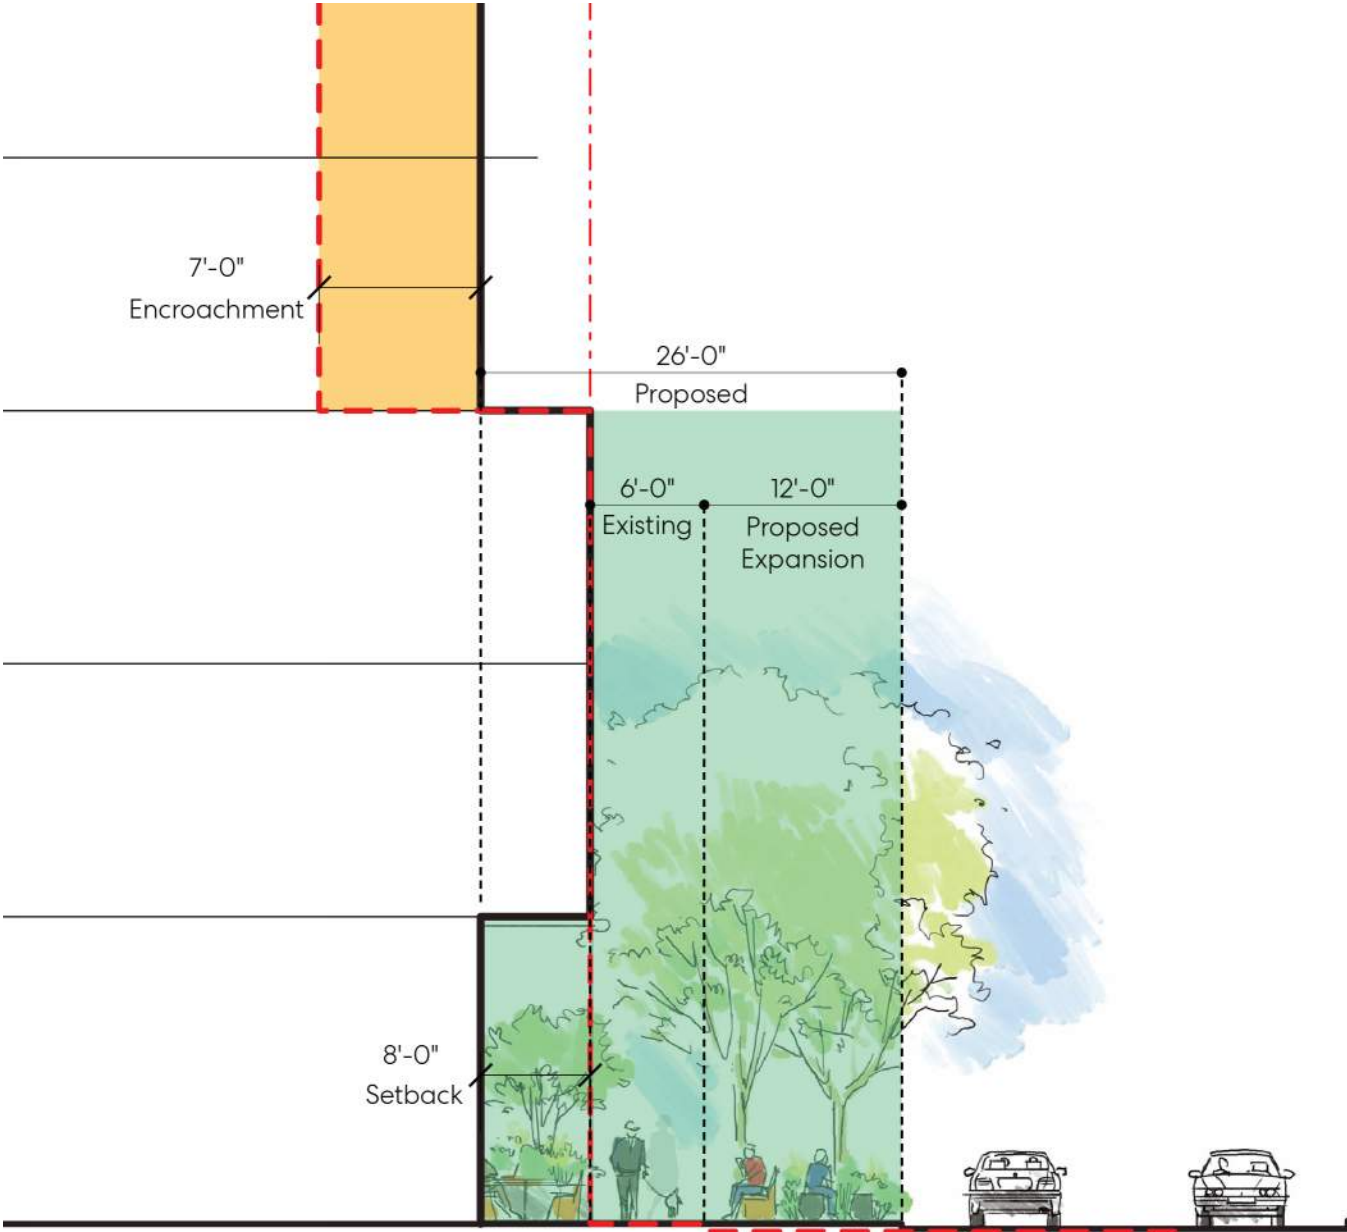 7'-0"
Encroachment
26'-0"
Proposed
6'-0"
Existing
12'-0"
Proposed
Expansion
8'-0"
Setback